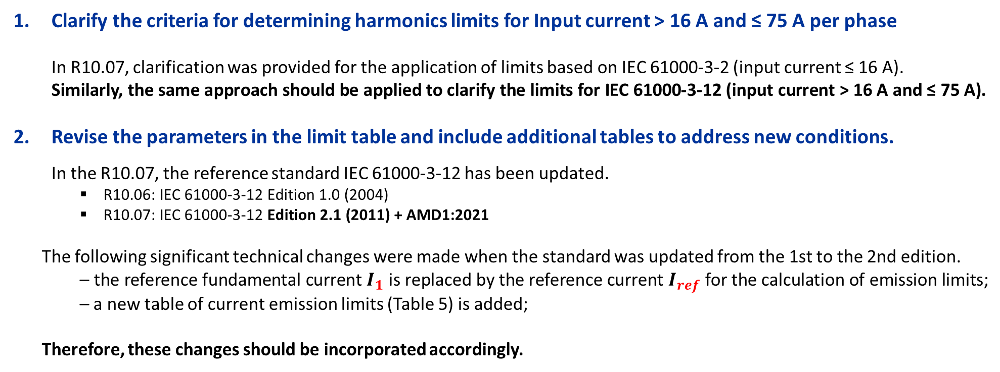 1. Clarify the criteria for determining harmonics limits for Input current > 16 A and ≤ 75 A per phase
In R10.07, clarification was provided for the application of limits based on IEC 61000-3-2 (input current ≤ 16 A).
Similarly, the same approach should be applied to clarify the limits for IEC 61000-3-12 (input current > 16 A and ≤ 75 A).
2. Revise the parameters in the limit table and include additional tables to address new conditions.
In the R10.07, the reference standard IEC 61000-3-12 has been updated.
▪ R10.06: IEC 61000-3-12 Edition 1.0 (2004)
▪ R10.07: IEC 61000-3-12 Edition 2.1 (2011) + AMD1:2021
The following significant technical changes were made when the standard was updated from the 1st to the 2nd edition.
– the reference fundamental current I₁ is replaced by the reference current I_ref for the calculation of emission limits;
– a new table of current emission limits (Table 5) is added;
Therefore, these changes should be incorporated accordingly.